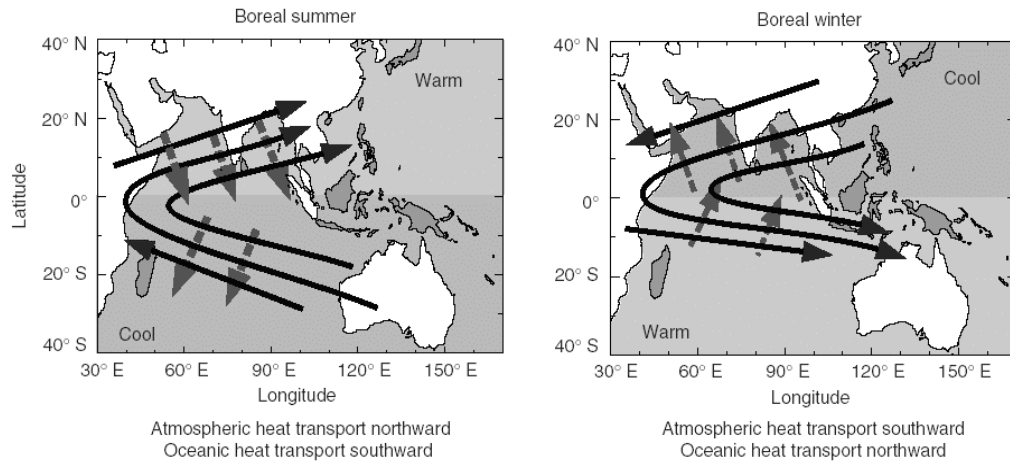 Boreal summer
40° N
20° N
0°
20° S
40° S
Latitude
Warm
Cool
30° E
60° E
90° E
120° E
150° E
Longitude
Atmospheric heat transport northward
Oceanic heat transport southward
Boreal winter
40° N
20° N
0°
20° S
40° S
Cool
Warm
30° E
60° E
90° E
120° E
150° E
Longitude
Atmospheric heat transport southward
Oceanic heat transport northward